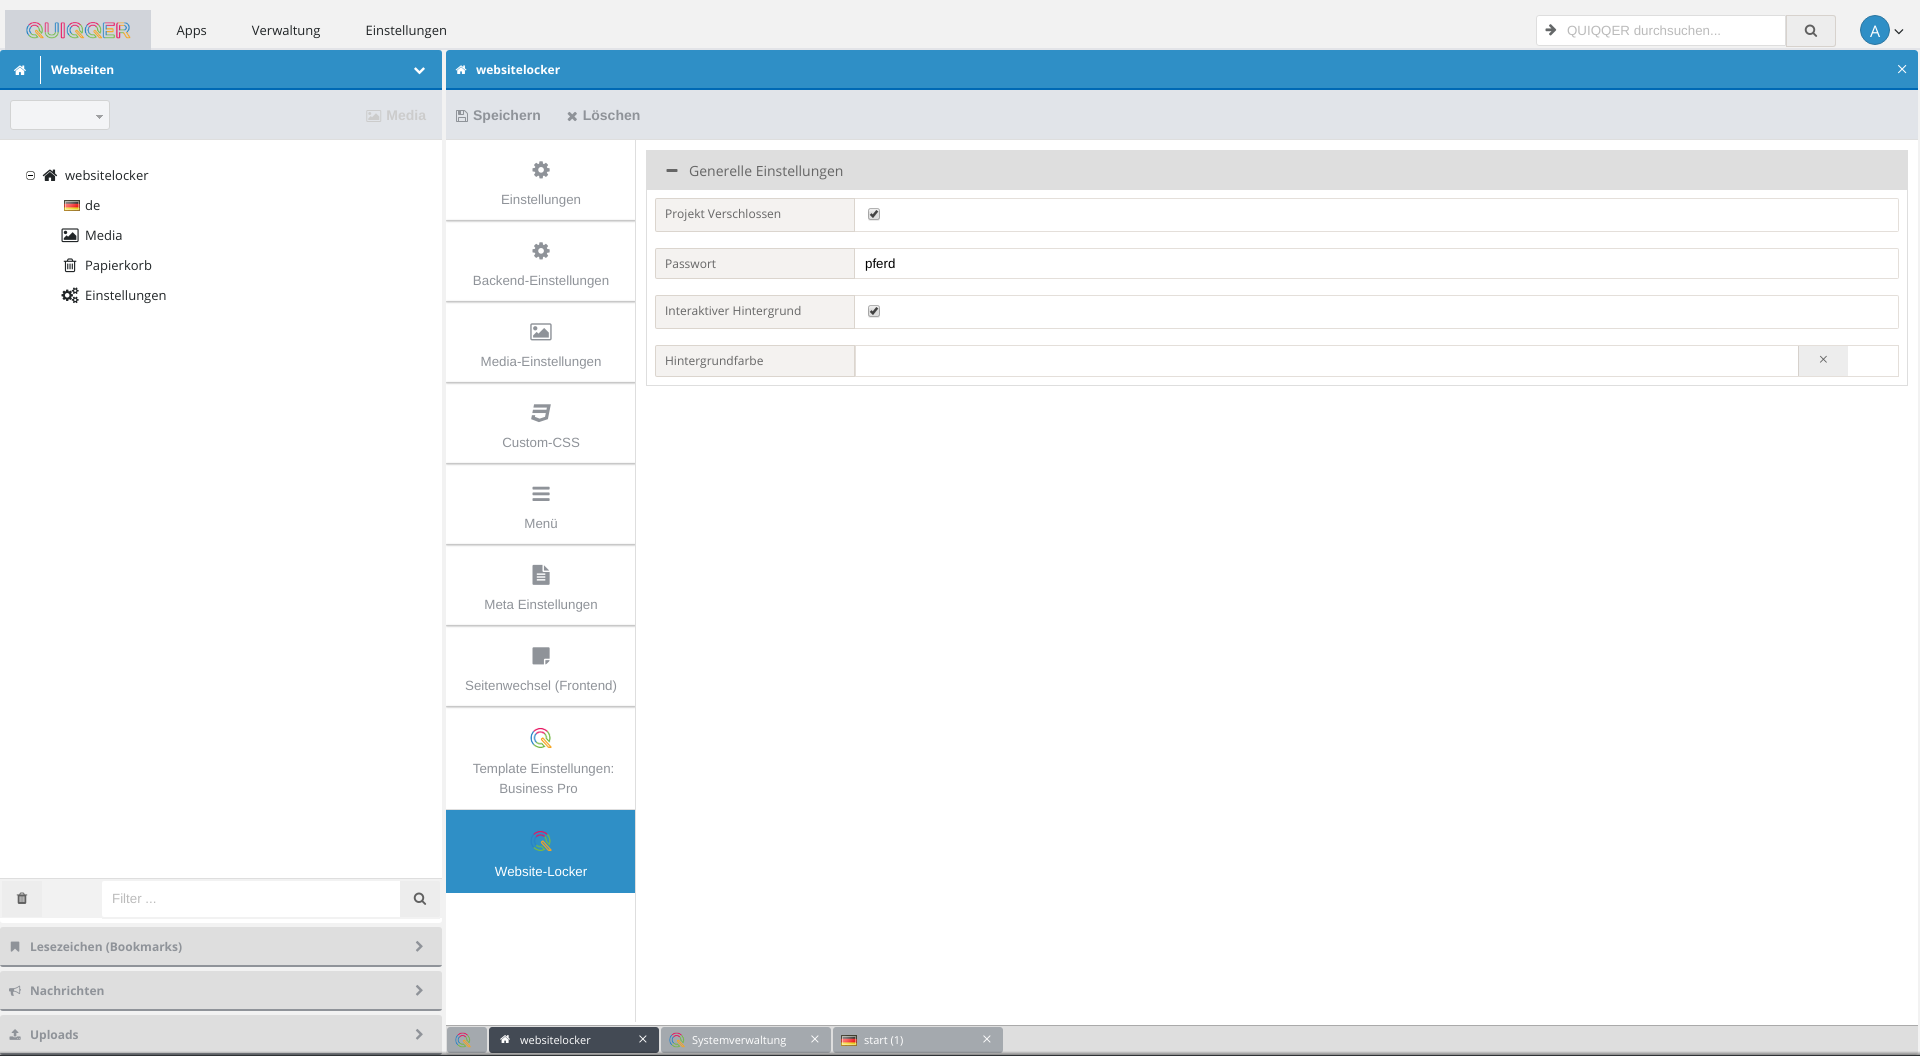 QUIQQER
Apps
Verwaltung
Einstellungen
QUIQQER durchsuchen...
A
Webseiten
websitelocker
Media
Speichern
Löschen
websitelocker
de
Media
Papierkorb
Einstellungen
Filter ...
Lesezeichen (Bookmarks)
Nachrichten
Uploads
Einstellungen
Backend-Einstellungen
Media-Einstellungen
Custom-CSS
Menü
Meta Einstellungen
Seitenwechsel (Frontend)
Template Einstellungen:
Business Pro
Website-Locker
Generelle Einstellungen
Projekt Verschlossen
Passwort
pferd
Interaktiver Hintergrund
Hintergrundfarbe
websitelocker
Systemverwaltung
start (1)